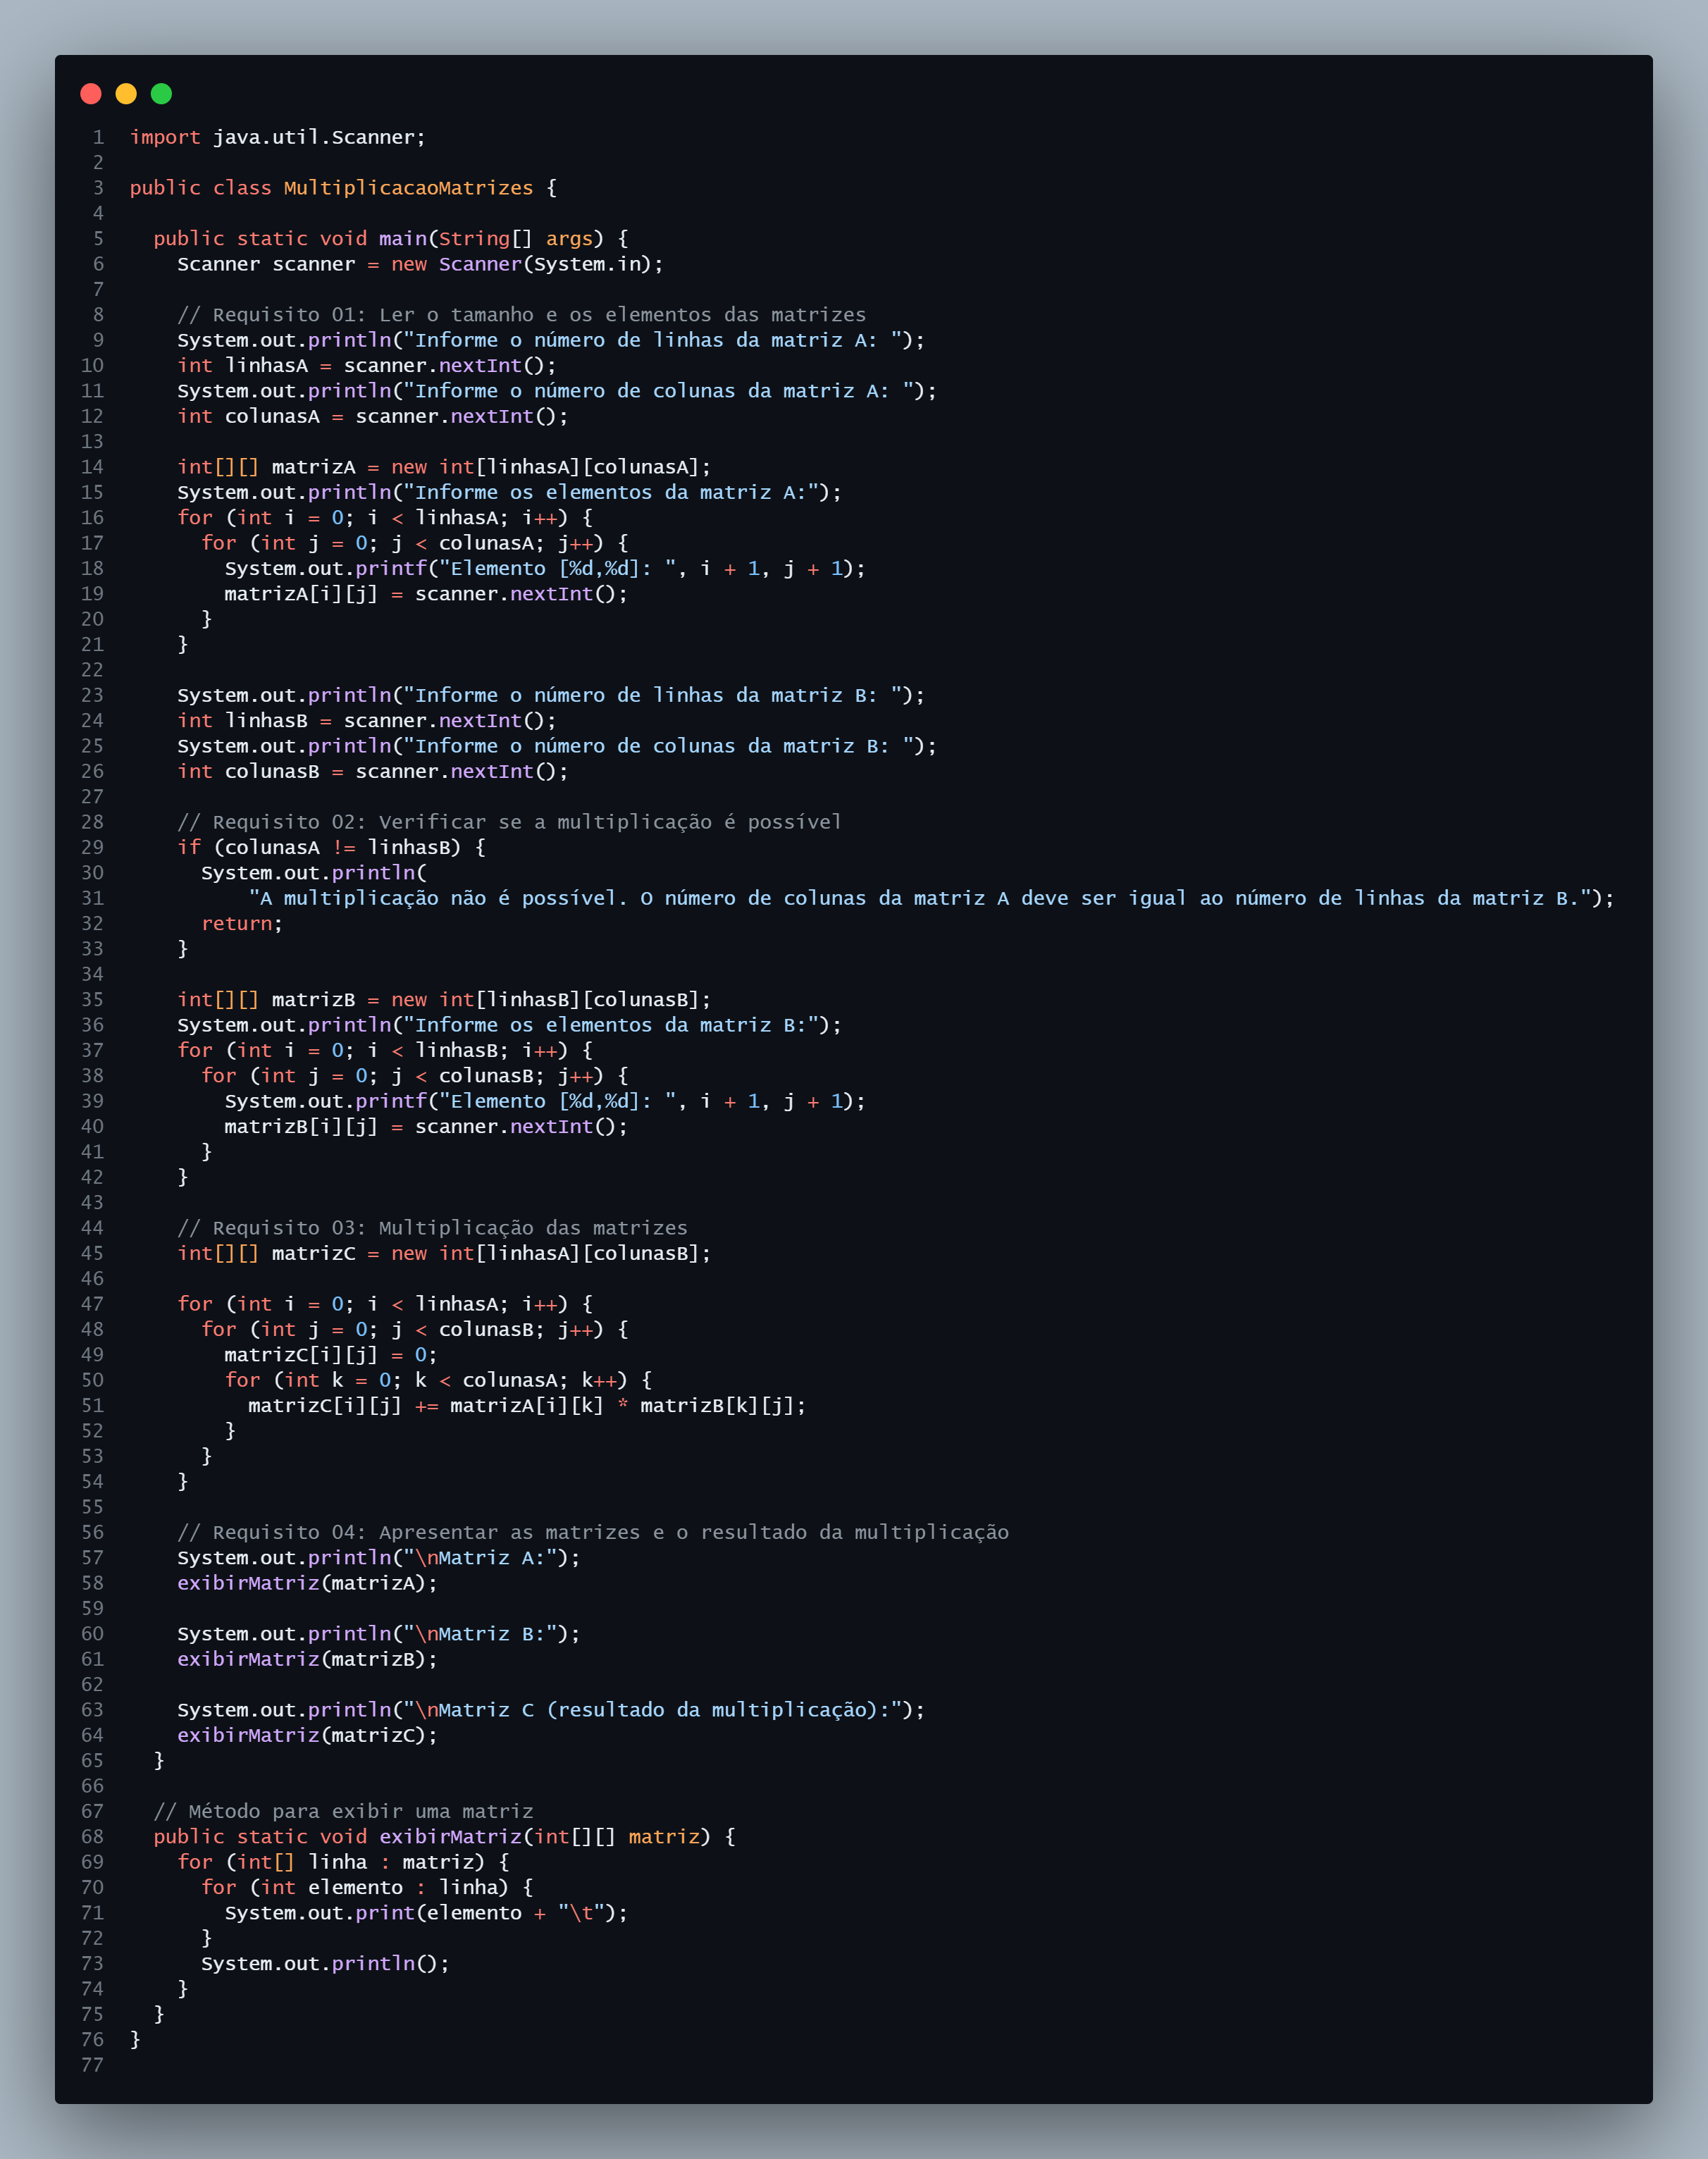 1 import java.util.Scanner;
2
3 public class MultiplicacaoMatrizes {
4
5   public static void main(String[] args) {
6     Scanner scanner = new Scanner(System.in);
7
8     // Requisito 01: Ler o tamanho e os elementos das matrizes
9     System.out.println("Informe o número de linhas da matriz A: ");
10     int linhasA = scanner.nextInt();
11     System.out.println("Informe o número de colunas da matriz A: ");
12     int colunasA = scanner.nextInt();
13
14     int[][] matrizA = new int[linhasA][colunasA];
15     System.out.println("Informe os elementos da matriz A:");
16     for (int i = 0; i < linhasA; i++) {
17       for (int j = 0; j < colunasA; j++) {
18         System.out.printf("Elemento [%d,%d]: ", i + 1, j + 1);
19         matrizA[i][j] = scanner.nextInt();
20       }
21     }
22
23     System.out.println("Informe o número de linhas da matriz B: ");
24     int linhasB = scanner.nextInt();
25     System.out.println("Informe o número de colunas da matriz B: ");
26     int colunasB = scanner.nextInt();
27
28     // Requisito 02: Verificar se a multiplicação é possível
29     if (colunasA != linhasB) {
30       System.out.println(
31           "A multiplicação não é possível. O número de colunas da matriz A deve ser igual ao número de linhas da matriz B.");
32       return;
33     }
34
35     int[][] matrizB = new int[linhasB][colunasB];
36     System.out.println("Informe os elementos da matriz B:");
37     for (int i = 0; i < linhasB; i++) {
38       for (int j = 0; j < colunasB; j++) {
39         System.out.printf("Elemento [%d,%d]: ", i + 1, j + 1);
40         matrizB[i][j] = scanner.nextInt();
41       }
42     }
43
44     // Requisito 03: Multiplicação das matrizes
45     int[][] matrizC = new int[linhasA][colunasB];
46
47     for (int i = 0; i < linhasA; i++) {
48       for (int j = 0; j < colunasB; j++) {
49         matrizC[i][j] = 0;
50         for (int k = 0; k < colunasA; k++) {
51           matrizC[i][j] += matrizA[i][k] * matrizB[k][j];
52         }
53       }
54     }
55
56     // Requisito 04: Apresentar as matrizes e o resultado da multiplicação
57     System.out.println("\nMatriz A:");
58     exibirMatriz(matrizA);
59
60     System.out.println("\nMatriz B:");
61     exibirMatriz(matrizB);
62
63     System.out.println("\nMatriz C (resultado da multiplicação):");
64     exibirMatriz(matrizC);
65   }
66
67   // Método para exibir uma matriz
68   public static void exibirMatriz(int[][] matriz) {
69     for (int[] linha : matriz) {
70       for (int elemento : linha) {
71         System.out.print(elemento + "\t");
72       }
73       System.out.println();
74     }
75   }
76 }
77